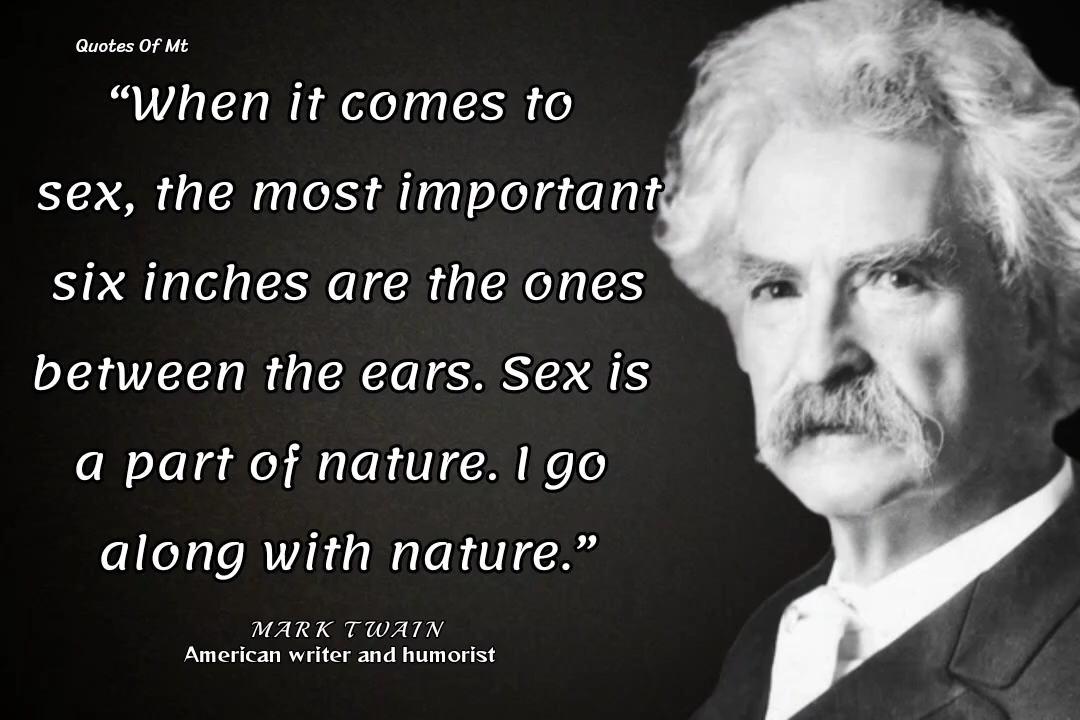 Quotes Of Mt
“When it comes to
sex, the most important
six inches are the ones
between the ears. Sex is
a part of nature. I go
along with nature.”
MARK TWAIN
American writer and humorist